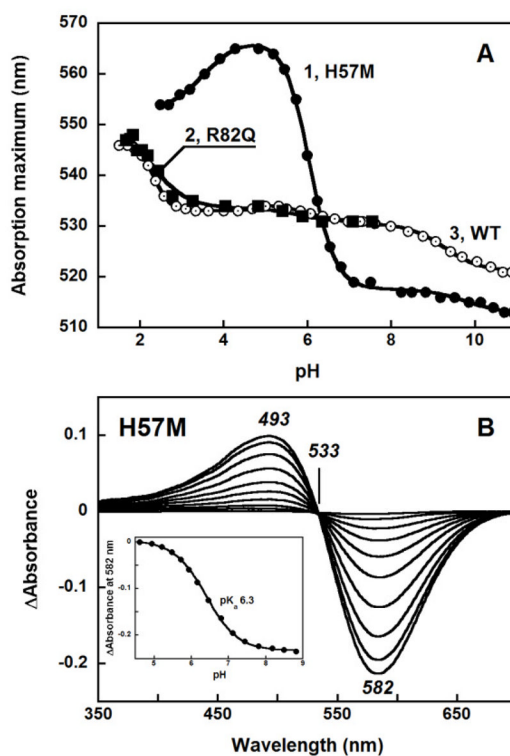 570
560
550
540
530
520
510
Absorption maximum (nm)
A
1, H57M
2, R82Q
3, WT
2
4
6
8
10
pH
H57M
B
493
533
582
0.1
0
-0.1
-0.2
ΔAbsorbance
0
-0.1
-0.2
ΔAbsorbance at 582 nm
pKa 6.3
5
6
7
8
9
pH
350
450
550
650
Wavelength (nm)